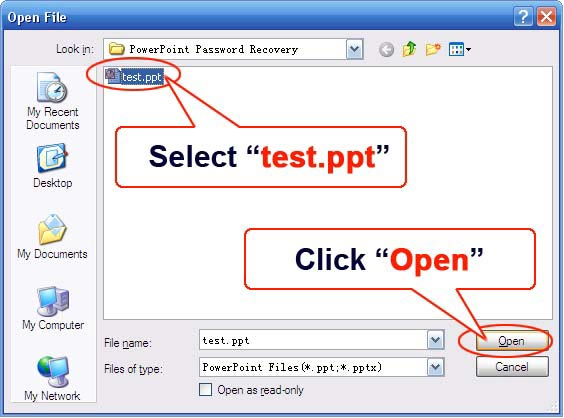 Open File
Look in:
PowerPoint Password Recovery
test.ppt
My Recent
Documents
Desktop
My Documents
My Computer
My Network
Select “test.ppt”
Click “Open”
File name:
test.ppt
Open
Files of type:
PowerPoint Files(*.ppt;*.pptx)
Cancel
Open as read-only